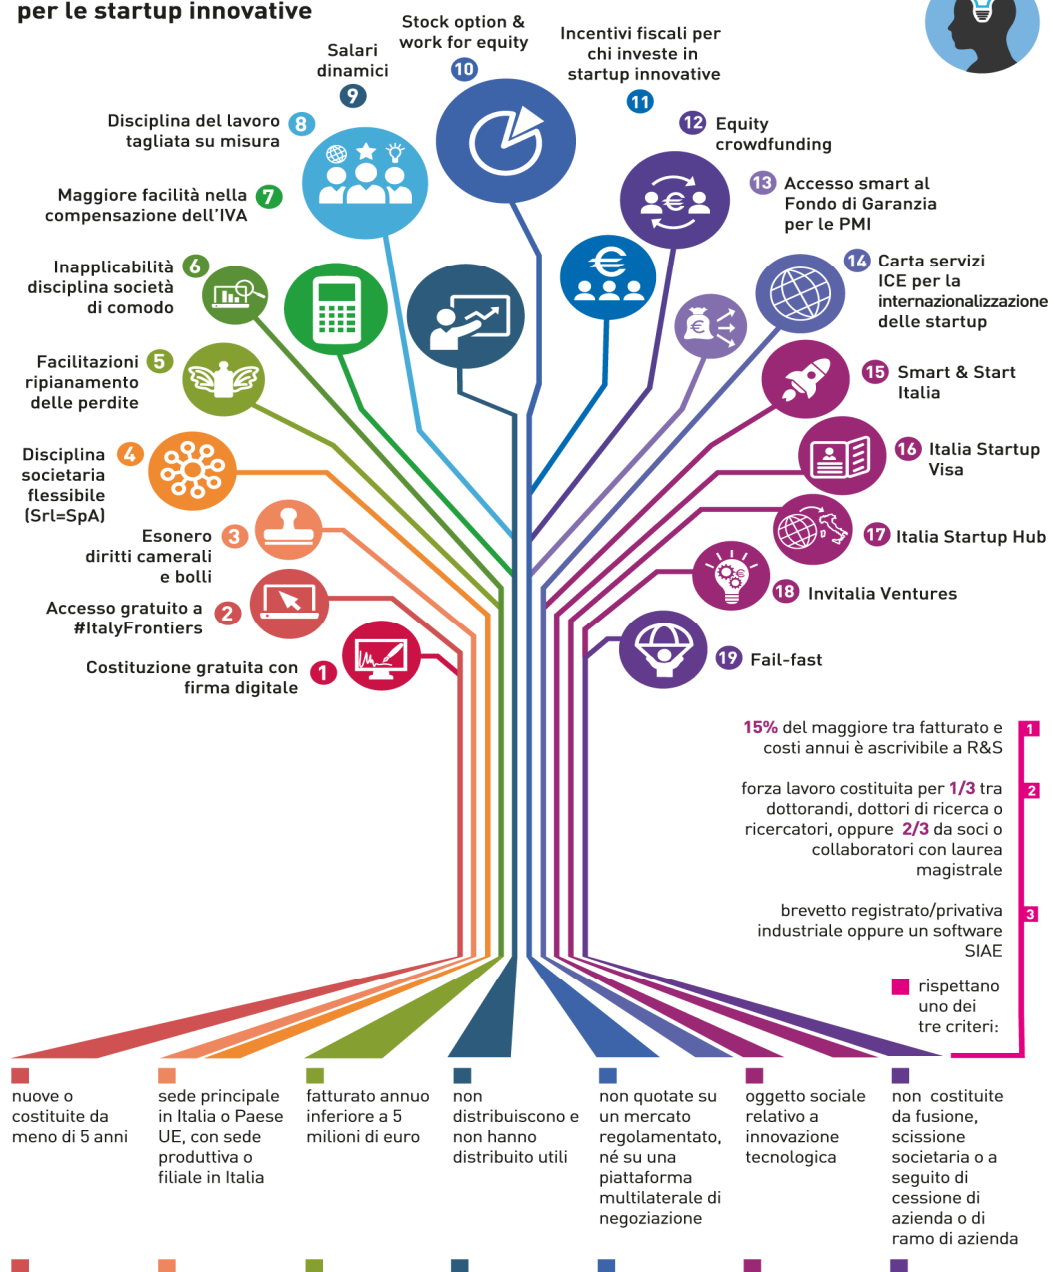 per le startup innovative
Costituzione gratuita con
firma digitale
1
Accesso gratuito a
#ItalyFrontiers
2
Esonero
diritti camerali
e bolli
3
Disciplina
societaria
flessibile
(Srl=SpA)
4
Facilitazioni
ripianamento
delle perdite
5
Inapplicabilità
disciplina società
di comodo
6
Maggiore facilità nella
compensazione dell'IVA
7
Disciplina del lavoro
tagliata su misura
8
Salari
dinamici
9
Stock option &
work for equity
10
Incentivi fiscali per
chi investe in
startup innovative
11
12
Equity
crowdfunding
13
Accesso smart al
Fondo di Garanzia
per le PMI
14
Carta servizi
ICE per la
internazionalizzazione
delle startup
15
Smart & Start
Italia
16
Italia Startup
Visa
17
Italia Startup Hub
18
Invitalia Ventures
19
Fail-fast
15% del maggiore tra fatturato e
costi annui è ascrivibile a R&S
1
forza lavoro costituita per 1/3 tra
dottorandi, dottori di ricerca o
ricercatori, oppure 2/3 da soci o
collaboratori con laurea
magistrale
2
brevetto registrato/privativa
industriale oppure un software
SIAE
3
rispettano
uno dei
tre criteri:
nuove o
costituite da
meno di 5 anni
sede principale
in Italia o Paese
UE, con sede
produttiva o
filiale in Italia
fatturato annuo
inferiore a 5
milioni di euro
non
distribuiscono e
non hanno
distribuito utili
non quotate su
un mercato
regolamentato,
né su una
piattaforma
multilaterale di
negoziazione
oggetto sociale
relativo a
innovazione
tecnologica
non costituite
da fusione,
scissione
societaria o a
seguito di
cessione di
azienda o di
ramo di azienda